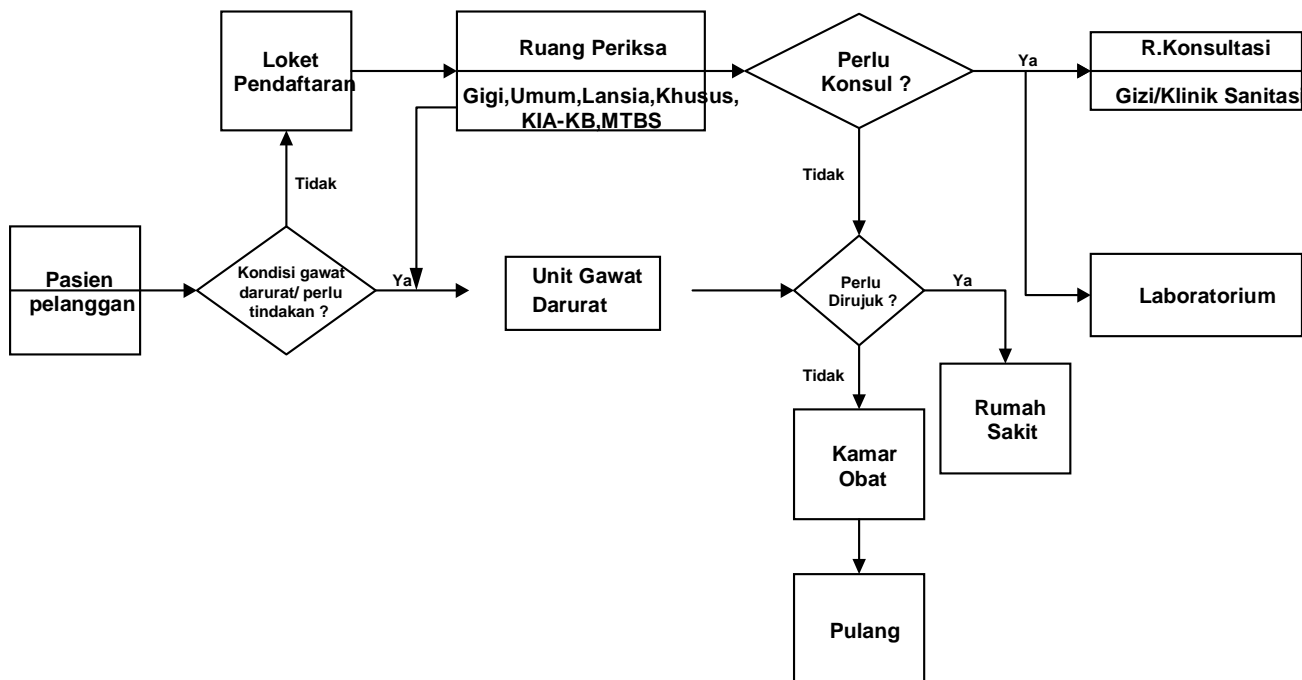 Loket
Pendaftaran
Ruang Periksa
Gigi,Umum,Lansia,Khusus,
KIA-KB,MTBS
Perlu
Konsul ?
Ya
R.Konsultasi
Gizi/Klinik Sanitasi
Tidak
Tidak
Pasien
pelanggan
Kondisi gawat
darurat/ perlu
tindakan ?
Ya
Unit Gawat
Darurat
Perlu
Dirujuk ?
Ya
Laboratorium
Tidak
Rumah
Sakit
Kamar
Obat
Pulang